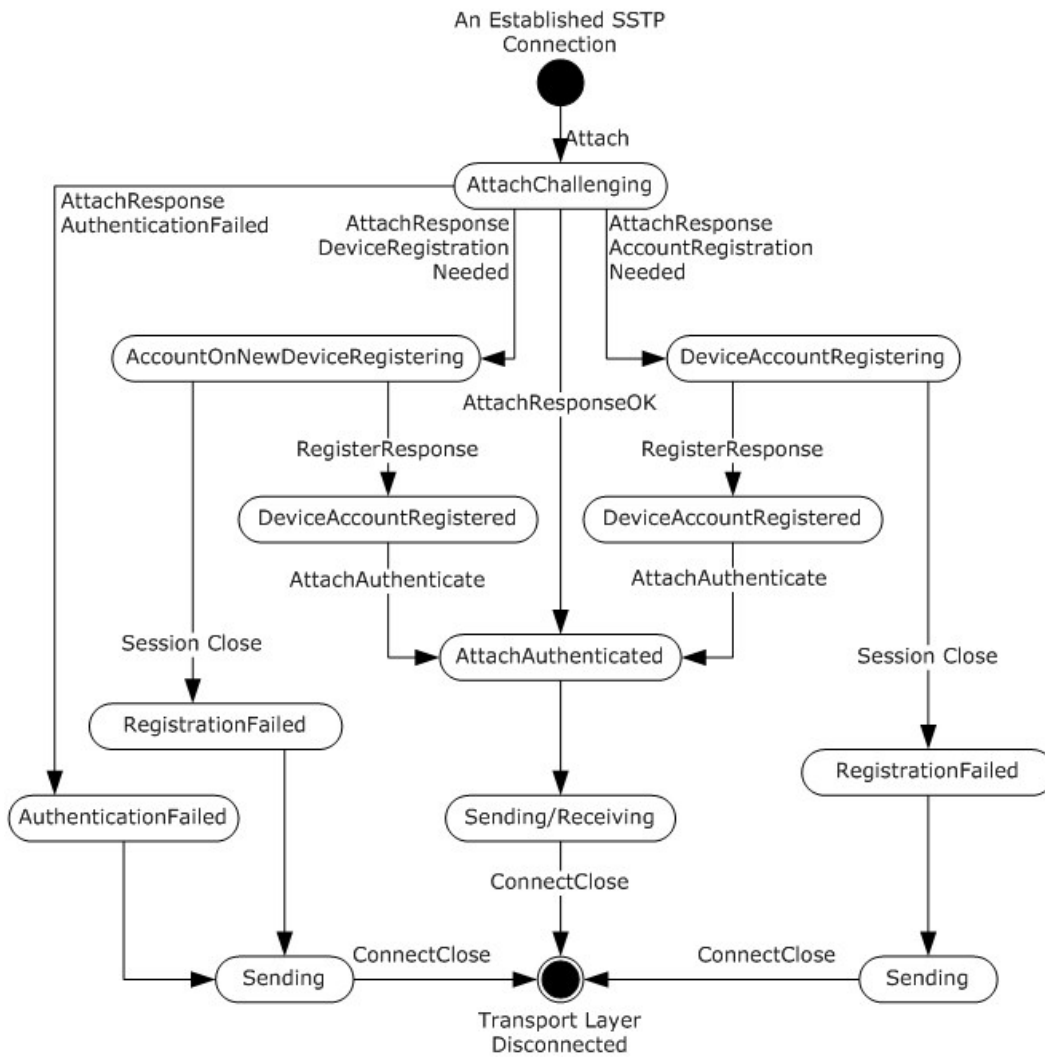 An Established SSTP
Connection
Attach
AttachChallenging
AttachResponse
AuthenticationFailed
AttachResponse
DeviceRegistration
Needed
AttachResponse
AccountRegistration
Needed
AccountOnNewDeviceRegistering
DeviceAccountRegistering
AttachResponseOK
RegisterResponse
RegisterResponse
DeviceAccountRegistered
DeviceAccountRegistered
AttachAuthenticate
AttachAuthenticate
Session Close
AttachAuthenticated
Session Close
RegistrationFailed
RegistrationFailed
AuthenticationFailed
Sending/Receiving
ConnectClose
ConnectClose
ConnectClose
Sending
Sending
Transport Layer
Disconnected